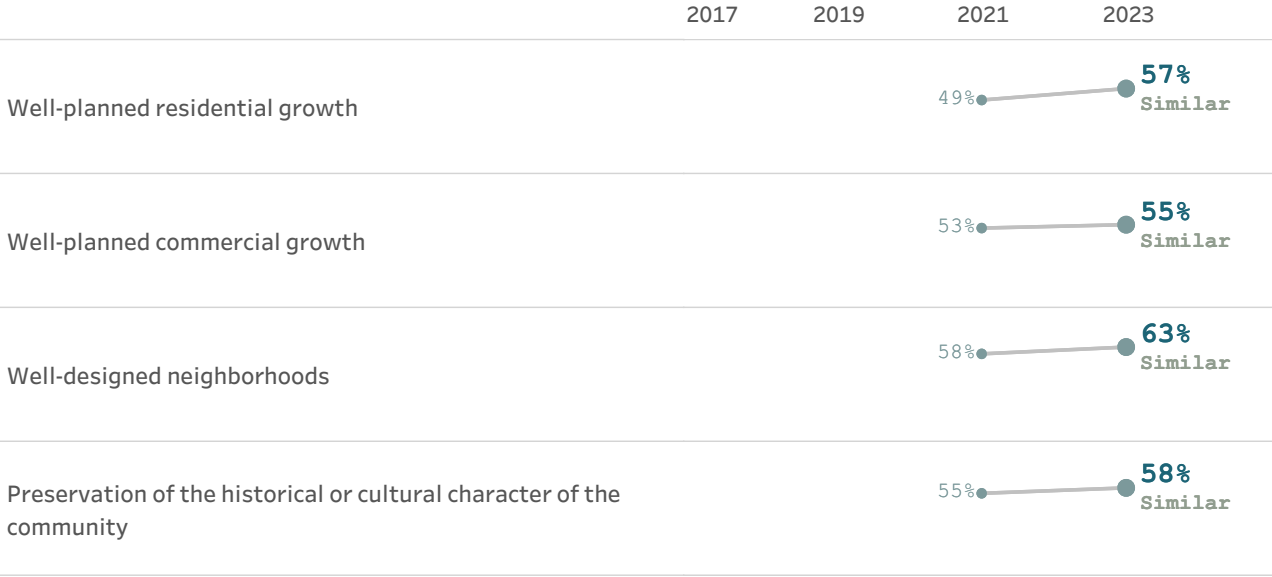 2017 2019 2021 2023
57%
49%
Well-planned residential growth
Similar
55%
53%
Well-planned commercial growth
Similar
63%
58%
Well-designed neighborhoods
Similar
58%
55%
Preservation of the historical or cultural character of the
Similar
community